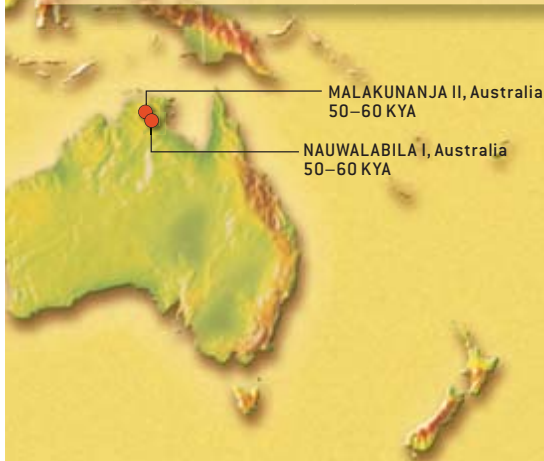 MALAKUNANJA II, Australia
50–60 KYA
NAUWALABILA I, Australia
50–60 KYA